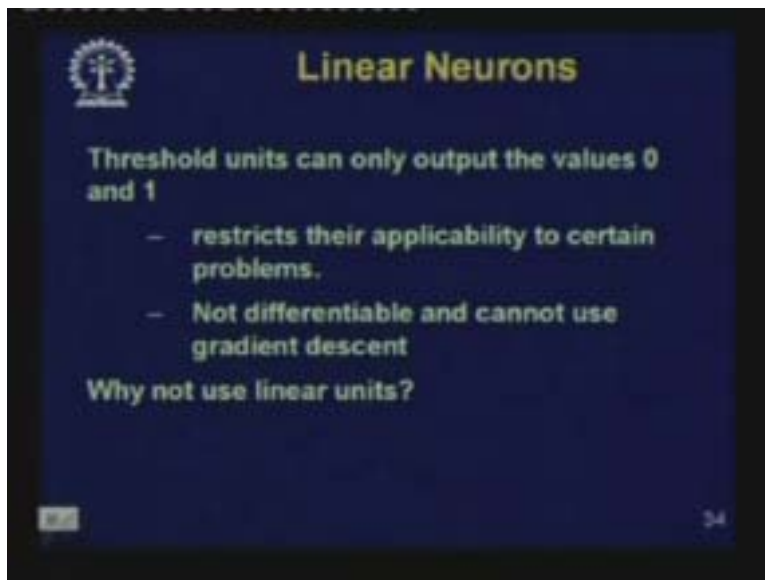 Linear Neurons
Threshold units can only output the values 0
and 1
– restricts their applicability to certain
problems.
– Not differentiable and cannot use
gradient descent
Why not use linear units?
34